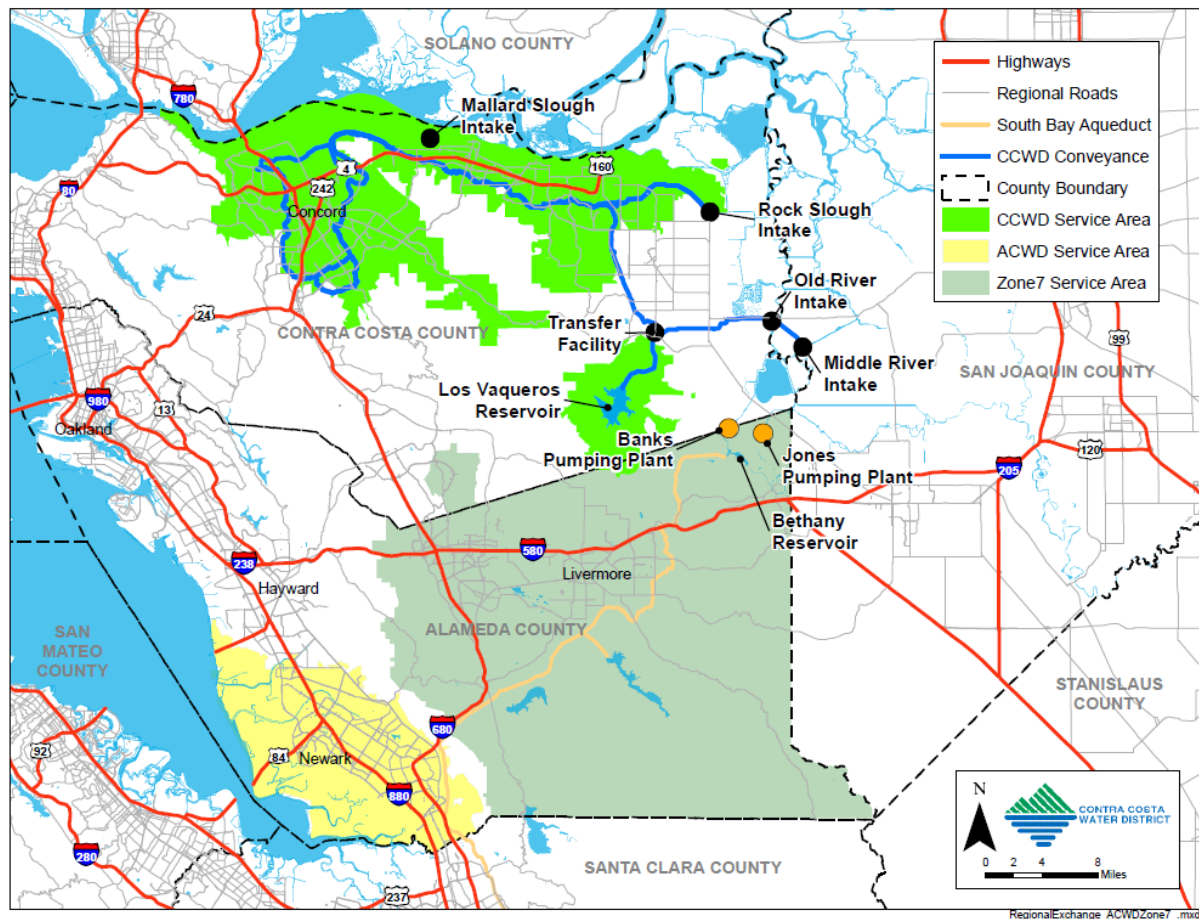 SOLANO COUNTY
780
Mallard Slough
Intake
160
4
242
Concord
80
Rock Slough
Intake
Old River
Intake
24
CONTRA COSTA COUNTY
Transfer
Facility
Middle River
Intake
99
SAN JOAQUIN COUNTY
Los Vaqueros
Reservoir
980
13
Oakland
Banks
Pumping Plant
Jones
Pumping Plant
120
205
Bethany
Reservoir
580
238
Hayward
Livermore
SAN
MATEO
COUNTY
ALAMEDA COUNTY
STANISLAUS
COUNTY
680
92
84
Newark
880
280
237
SANTA CLARA COUNTY
Highways
Regional Roads
South Bay Aqueduct
CCWD Conveyance
County Boundary
CCWD Service Area
ACWD Service Area
Zone7 Service Area
N
CONTRA COSTA
WATER DISTRICT
0 2 4 8
Miles
RegionalExchange_ACWDZone7_.mxd